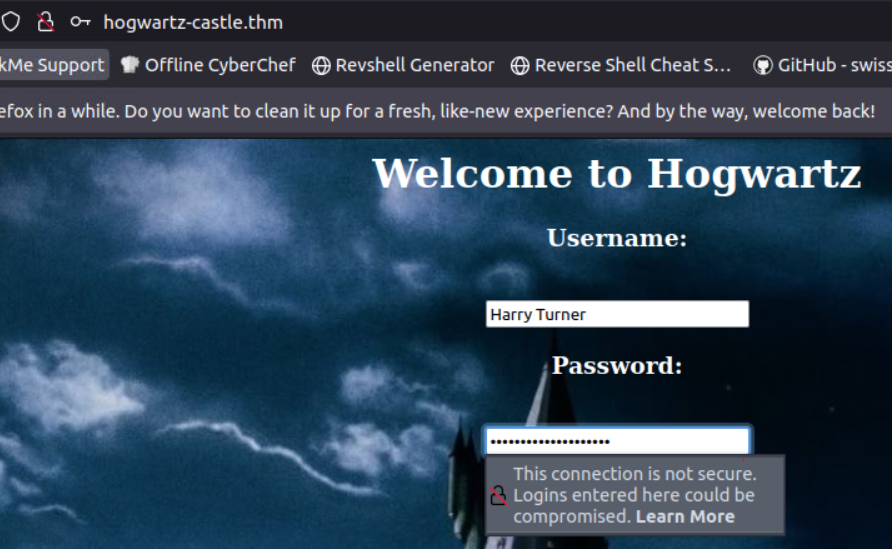 hogwartz-castle.thm
kMe Support Offline CyberChef Revshell Generator Reverse Shell Cheat S... GitHub - swiss
efox in a while. Do you want to clean it up for a fresh, like-new experience? And by the way, welcome back!
Welcome to Hogwartz
Username:
Harry Turner
Password:
••••••••••••••••••••
This connection is not secure.
Logins entered here could be
compromised. Learn More